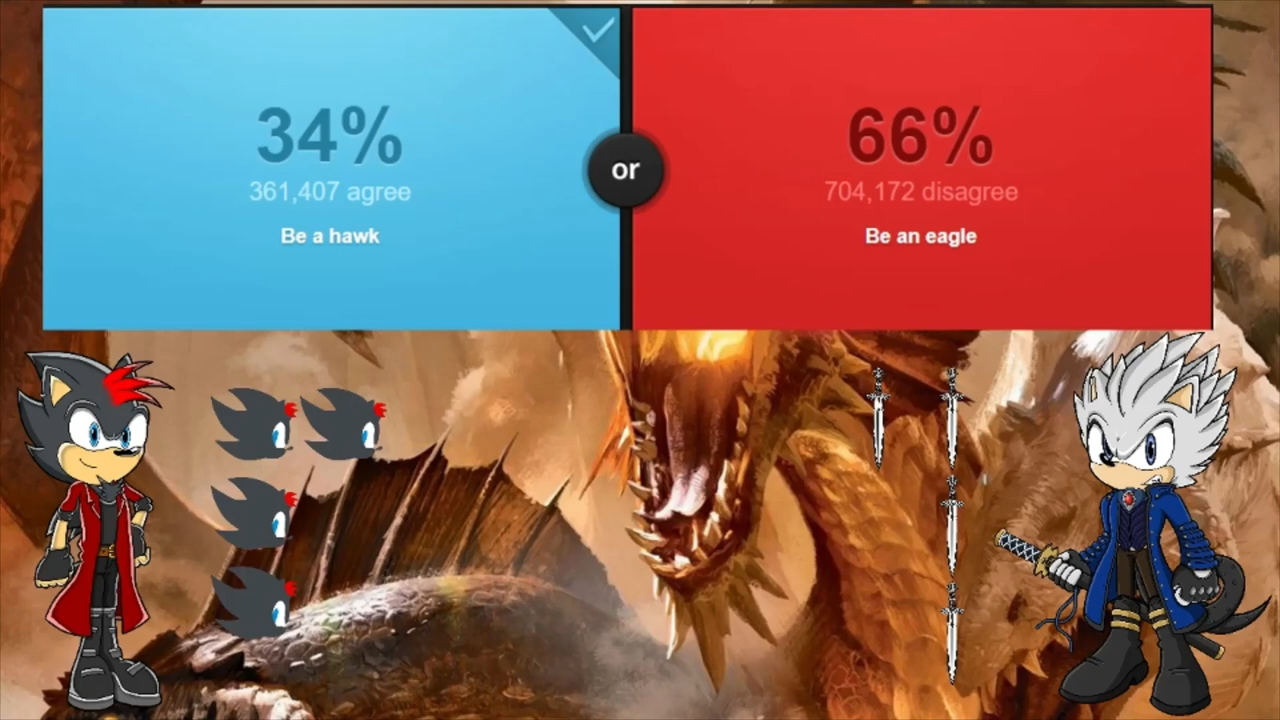 34%
361,407 agree
Be a hawk
or
66%
704,172 disagree
Be an eagle